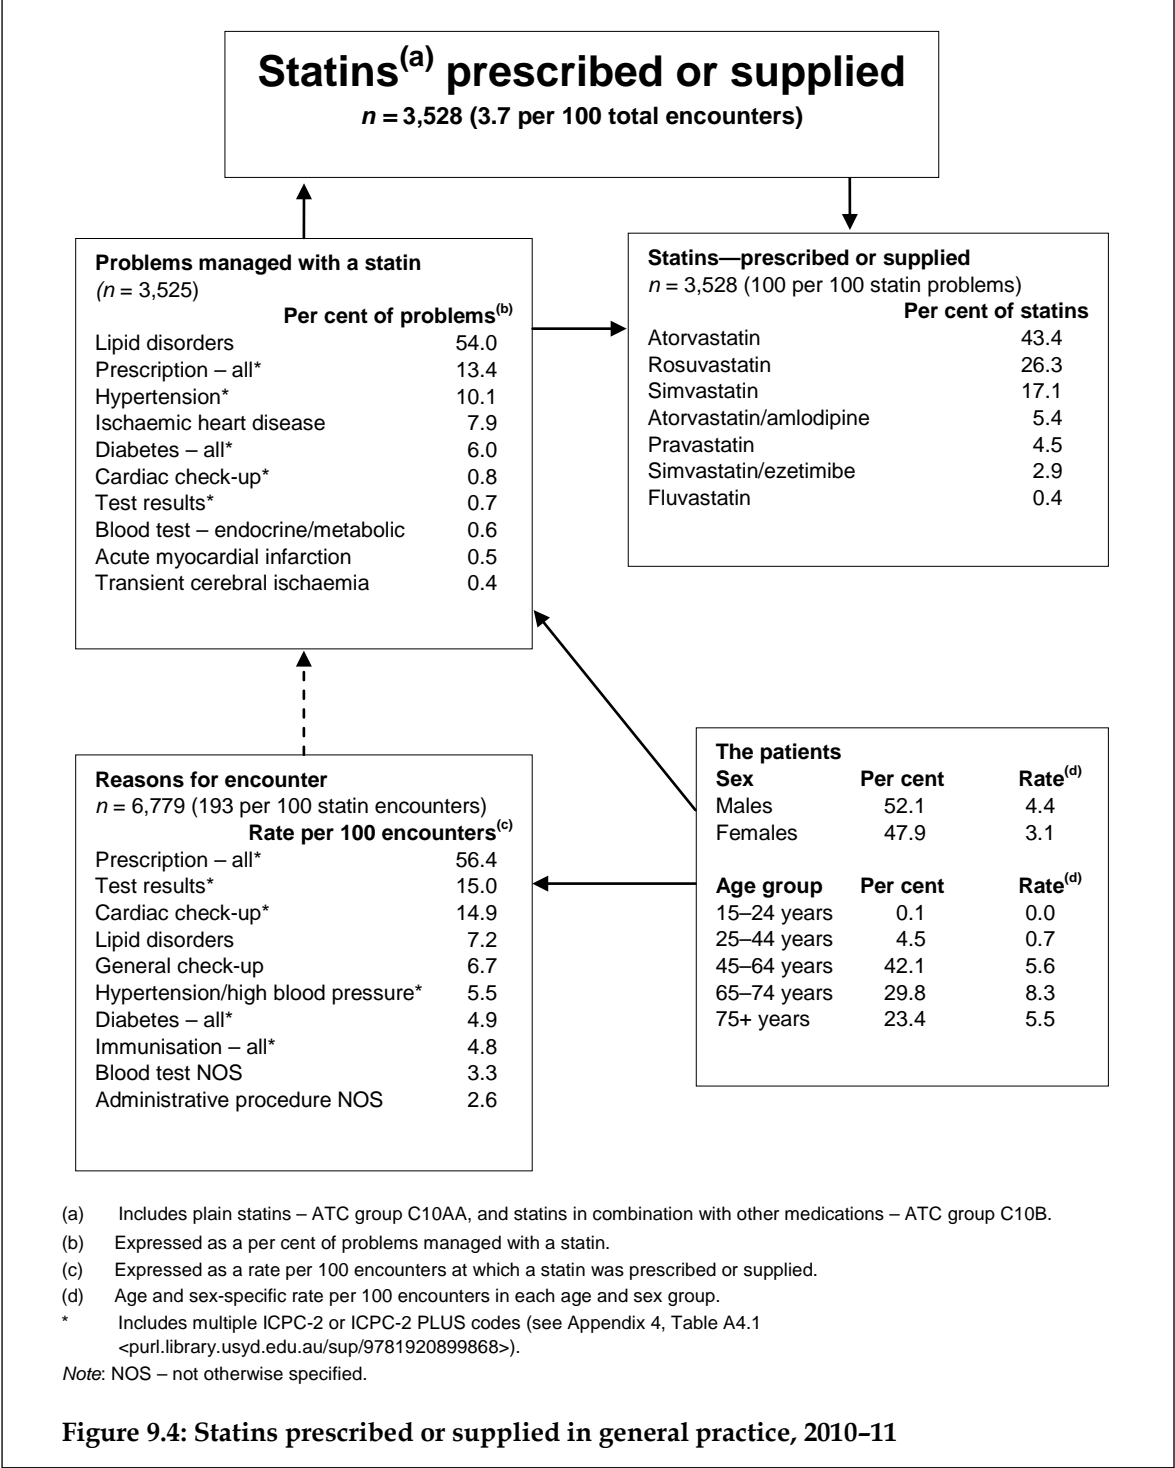 Statins(a) prescribed or supplied
n = 3,528 (3.7 per 100 total encounters)
Problems managed with a statin
(n = 3,525)
Per cent of problems(b)
Lipid disorders 54.0
Prescription – all* 13.4
Hypertension* 10.1
Ischaemic heart disease 7.9
Diabetes – all* 6.0
Cardiac check-up* 0.8
Test results* 0.7
Blood test – endocrine/metabolic 0.6
Acute myocardial infarction 0.5
Transient cerebral ischaemia 0.4
Statins—prescribed or supplied
n = 3,528 (100 per 100 statin problems)
Per cent of statins
Atorvastatin 43.4
Rosuvastatin 26.3
Simvastatin 17.1
Atorvastatin/amlodipine 5.4
Pravastatin 4.5
Simvastatin/ezetimibe 2.9
Fluvastatin 0.4
Reasons for encounter
n = 6,779 (193 per 100 statin encounters)
Rate per 100 encounters(c)
Prescription – all* 56.4
Test results* 15.0
Cardiac check-up* 14.9
Lipid disorders 7.2
General check-up 6.7
Hypertension/high blood pressure* 5.5
Diabetes – all* 4.9
Immunisation – all* 4.8
Blood test NOS 3.3
Administrative procedure NOS 2.6
The patients
Sex Per cent Rate(d)
Males 52.1 4.4
Females 47.9 3.1
Age group Per cent Rate(d)
15–24 years 0.1 0.0
25–44 years 4.5 0.7
45–64 years 42.1 5.6
65–74 years 29.8 8.3
75+ years 23.4 5.5
(a) Includes plain statins – ATC group C10AA, and statins in combination with other medications – ATC group C10B.
(b) Expressed as a per cent of problems managed with a statin.
(c) Expressed as a rate per 100 encounters at which a statin was prescribed or supplied.
(d) Age and sex-specific rate per 100 encounters in each age and sex group.
* Includes multiple ICPC-2 or ICPC-2 PLUS codes (see Appendix 4, Table A4.1
<purl.library.usyd.edu.au/sup/9781920899868>).
Note: NOS – not otherwise specified.
Figure 9.4: Statins prescribed or supplied in general practice, 2010–11